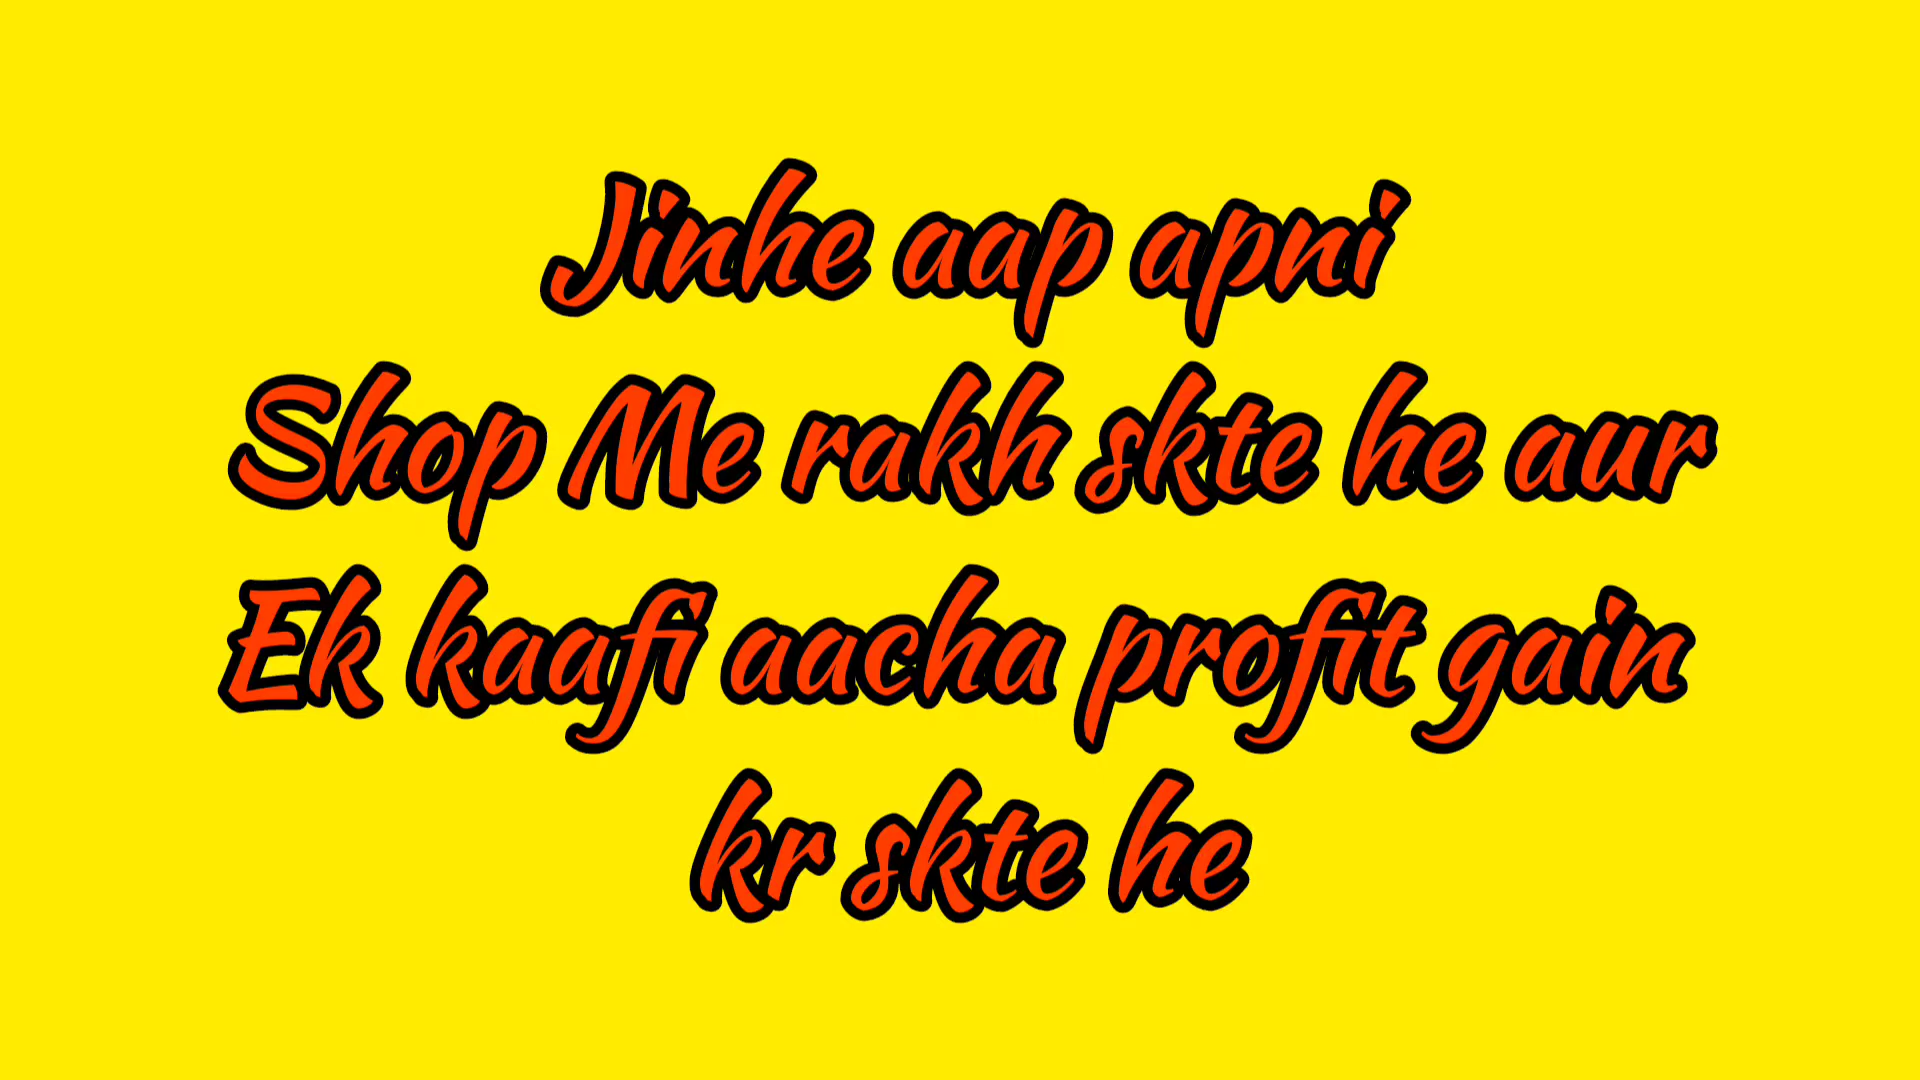 Jinhe aap apni
Shop Me rakh skte he aur
Ek kaafi aacha profit gain
kr skte he